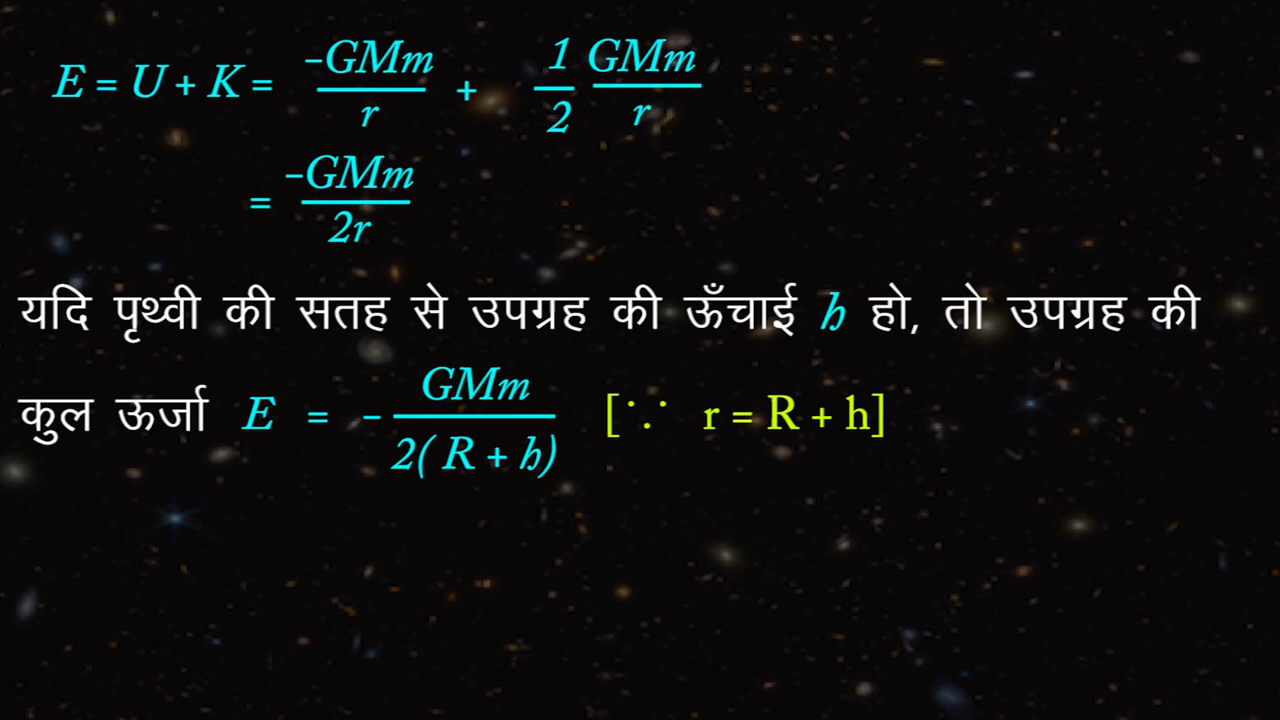 E = U + K = -GMm/r + 1/2 GMm/r
= -GMm/2r
यदि पृथ्वी की सतह से उपग्रह की ऊँचाई h हो, तो उपग्रह की
कुल ऊर्जा E = - GMm/2( R + h) [∵ r = R + h]